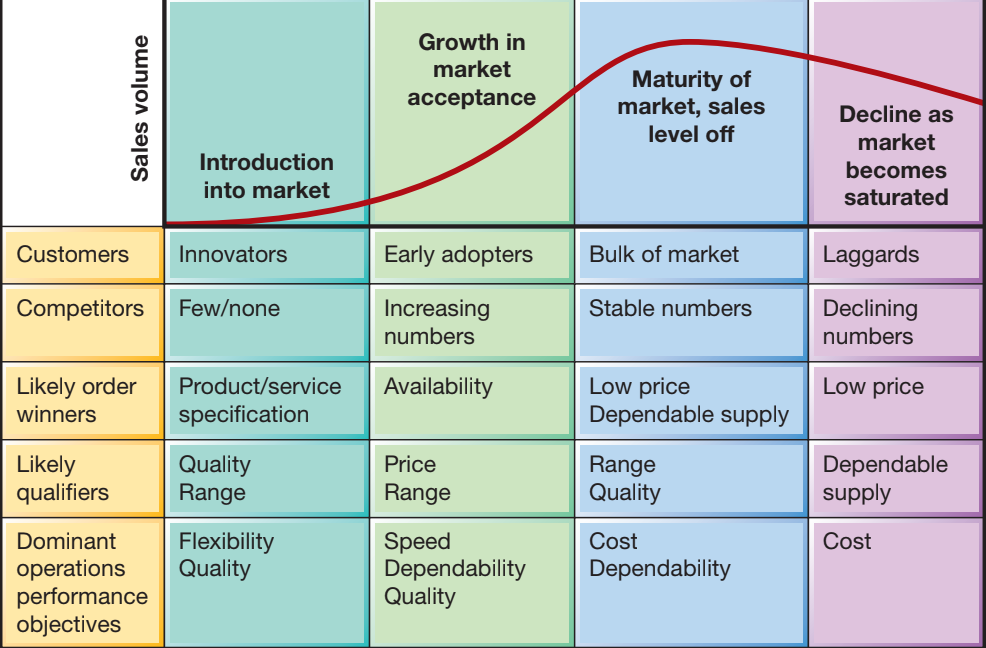 Sales volume
Introduction
into market
Growth in
market
acceptance
Maturity of
market, sales
level off
Decline as
market
becomes
saturated
Customers
Innovators
Early adopters
Bulk of market
Laggards
Competitors
Few/none
Increasing
numbers
Stable numbers
Declining
numbers
Likely order
winners
Product/service
specification
Availability
Low price
Dependable supply
Low price
Likely
qualifiers
Quality
Range
Price
Range
Range
Quality
Dependable
supply
Dominant
operations
performance
objectives
Flexibility
Quality
Speed
Dependability
Quality
Cost
Dependability
Cost